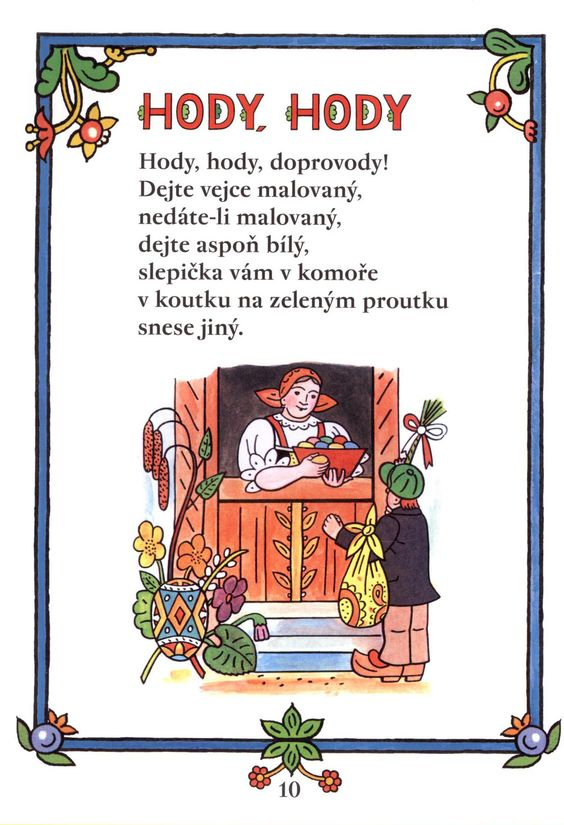 HODY, HODY
Hody, hody, doprovody!
Dejte vejce malovaný,
nedáte-li malovaný,
dejte aspoň bílý,
slepička vám v komoře
v koutku na zeleným proutku
snese jiný.
10